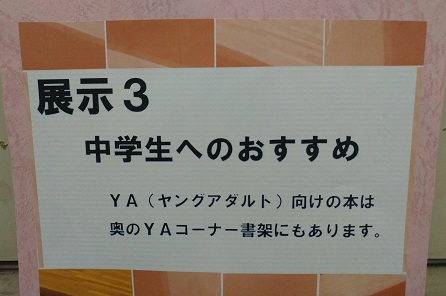 展示３
中学生へのおすすめ
ＹＡ（ヤングアダルト）向けの本は
奥のＹＡコーナー書架にもあります。